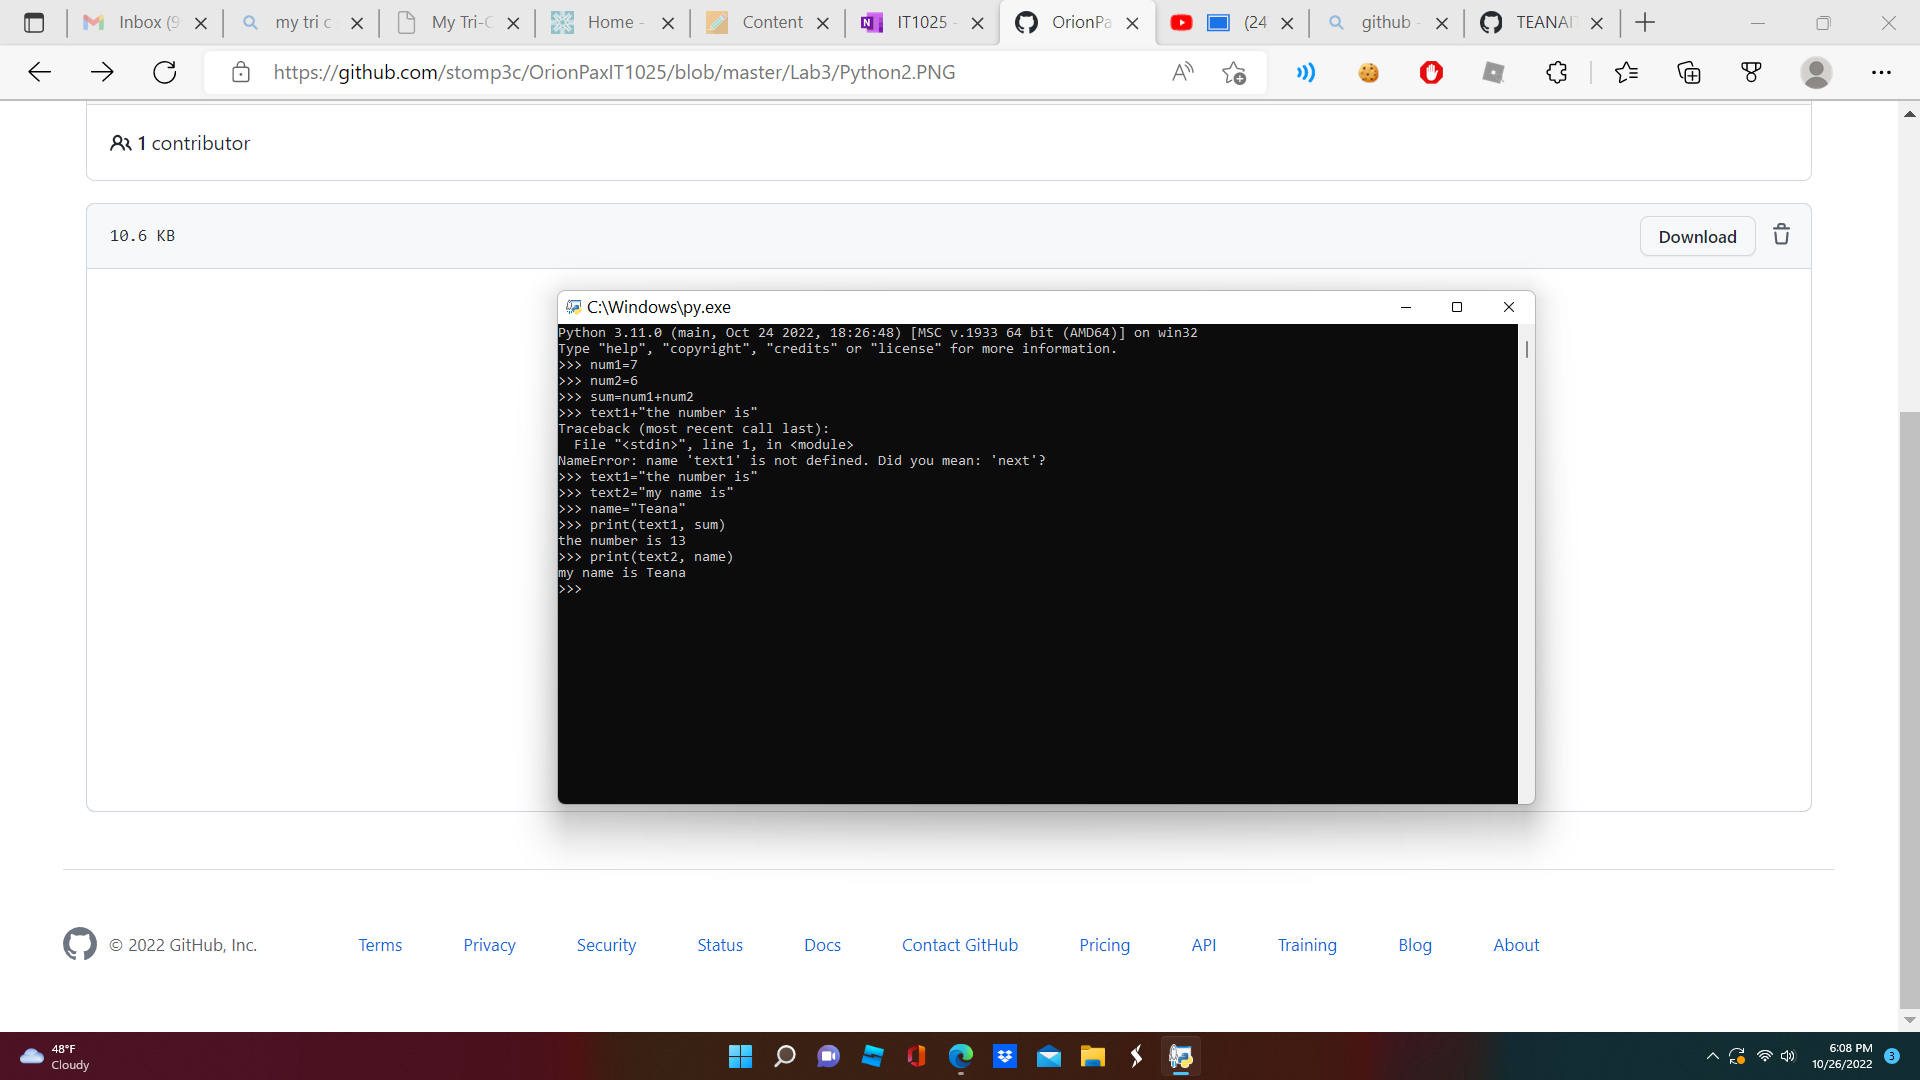 Inbox (9
my tri c
My Tri-C
Home -
Content
IT1025 -
OrionPa
(24
github -
TEANAI
https://github.com/stomp3c/OrionPaxIT1025/blob/master/Lab3/Python2.PNG
1 contributor
10.6 KB
Download
C:\Windows\py.exe
Python 3.11.0 (main, Oct 24 2022, 18:26:48) [MSC v.1933 64 bit (AMD64)] on win32
Type "help", "copyright", "credits" or "license" for more information.
>>> num1=7
>>> num2=6
>>> sum=num1+num2
>>> text1+"the number is"
Traceback (most recent call last):
  File "<stdin>", line 1, in <module>
NameError: name 'text1' is not defined. Did you mean: 'next'?
>>> text1="the number is"
>>> text2="my name is"
>>> name="Teana"
>>> print(text1, sum)
the number is 13
>>> print(text2, name)
my name is Teana
>>>
© 2022 GitHub, Inc. Terms Privacy Security Status Docs Contact GitHub Pricing API Training Blog About
48°F
Cloudy
6:08 PM
10/26/2022
3